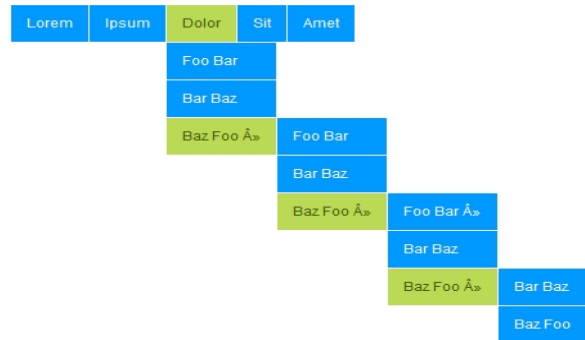 Lorem Ipsum Dolor Sit Amet
Foo Bar
Bar Baz
Baz Foo Â» Foo Bar
Bar Baz
Baz Foo Â» Foo Bar Â»
Bar Baz
Baz Foo Â» Bar Baz
Baz Foo